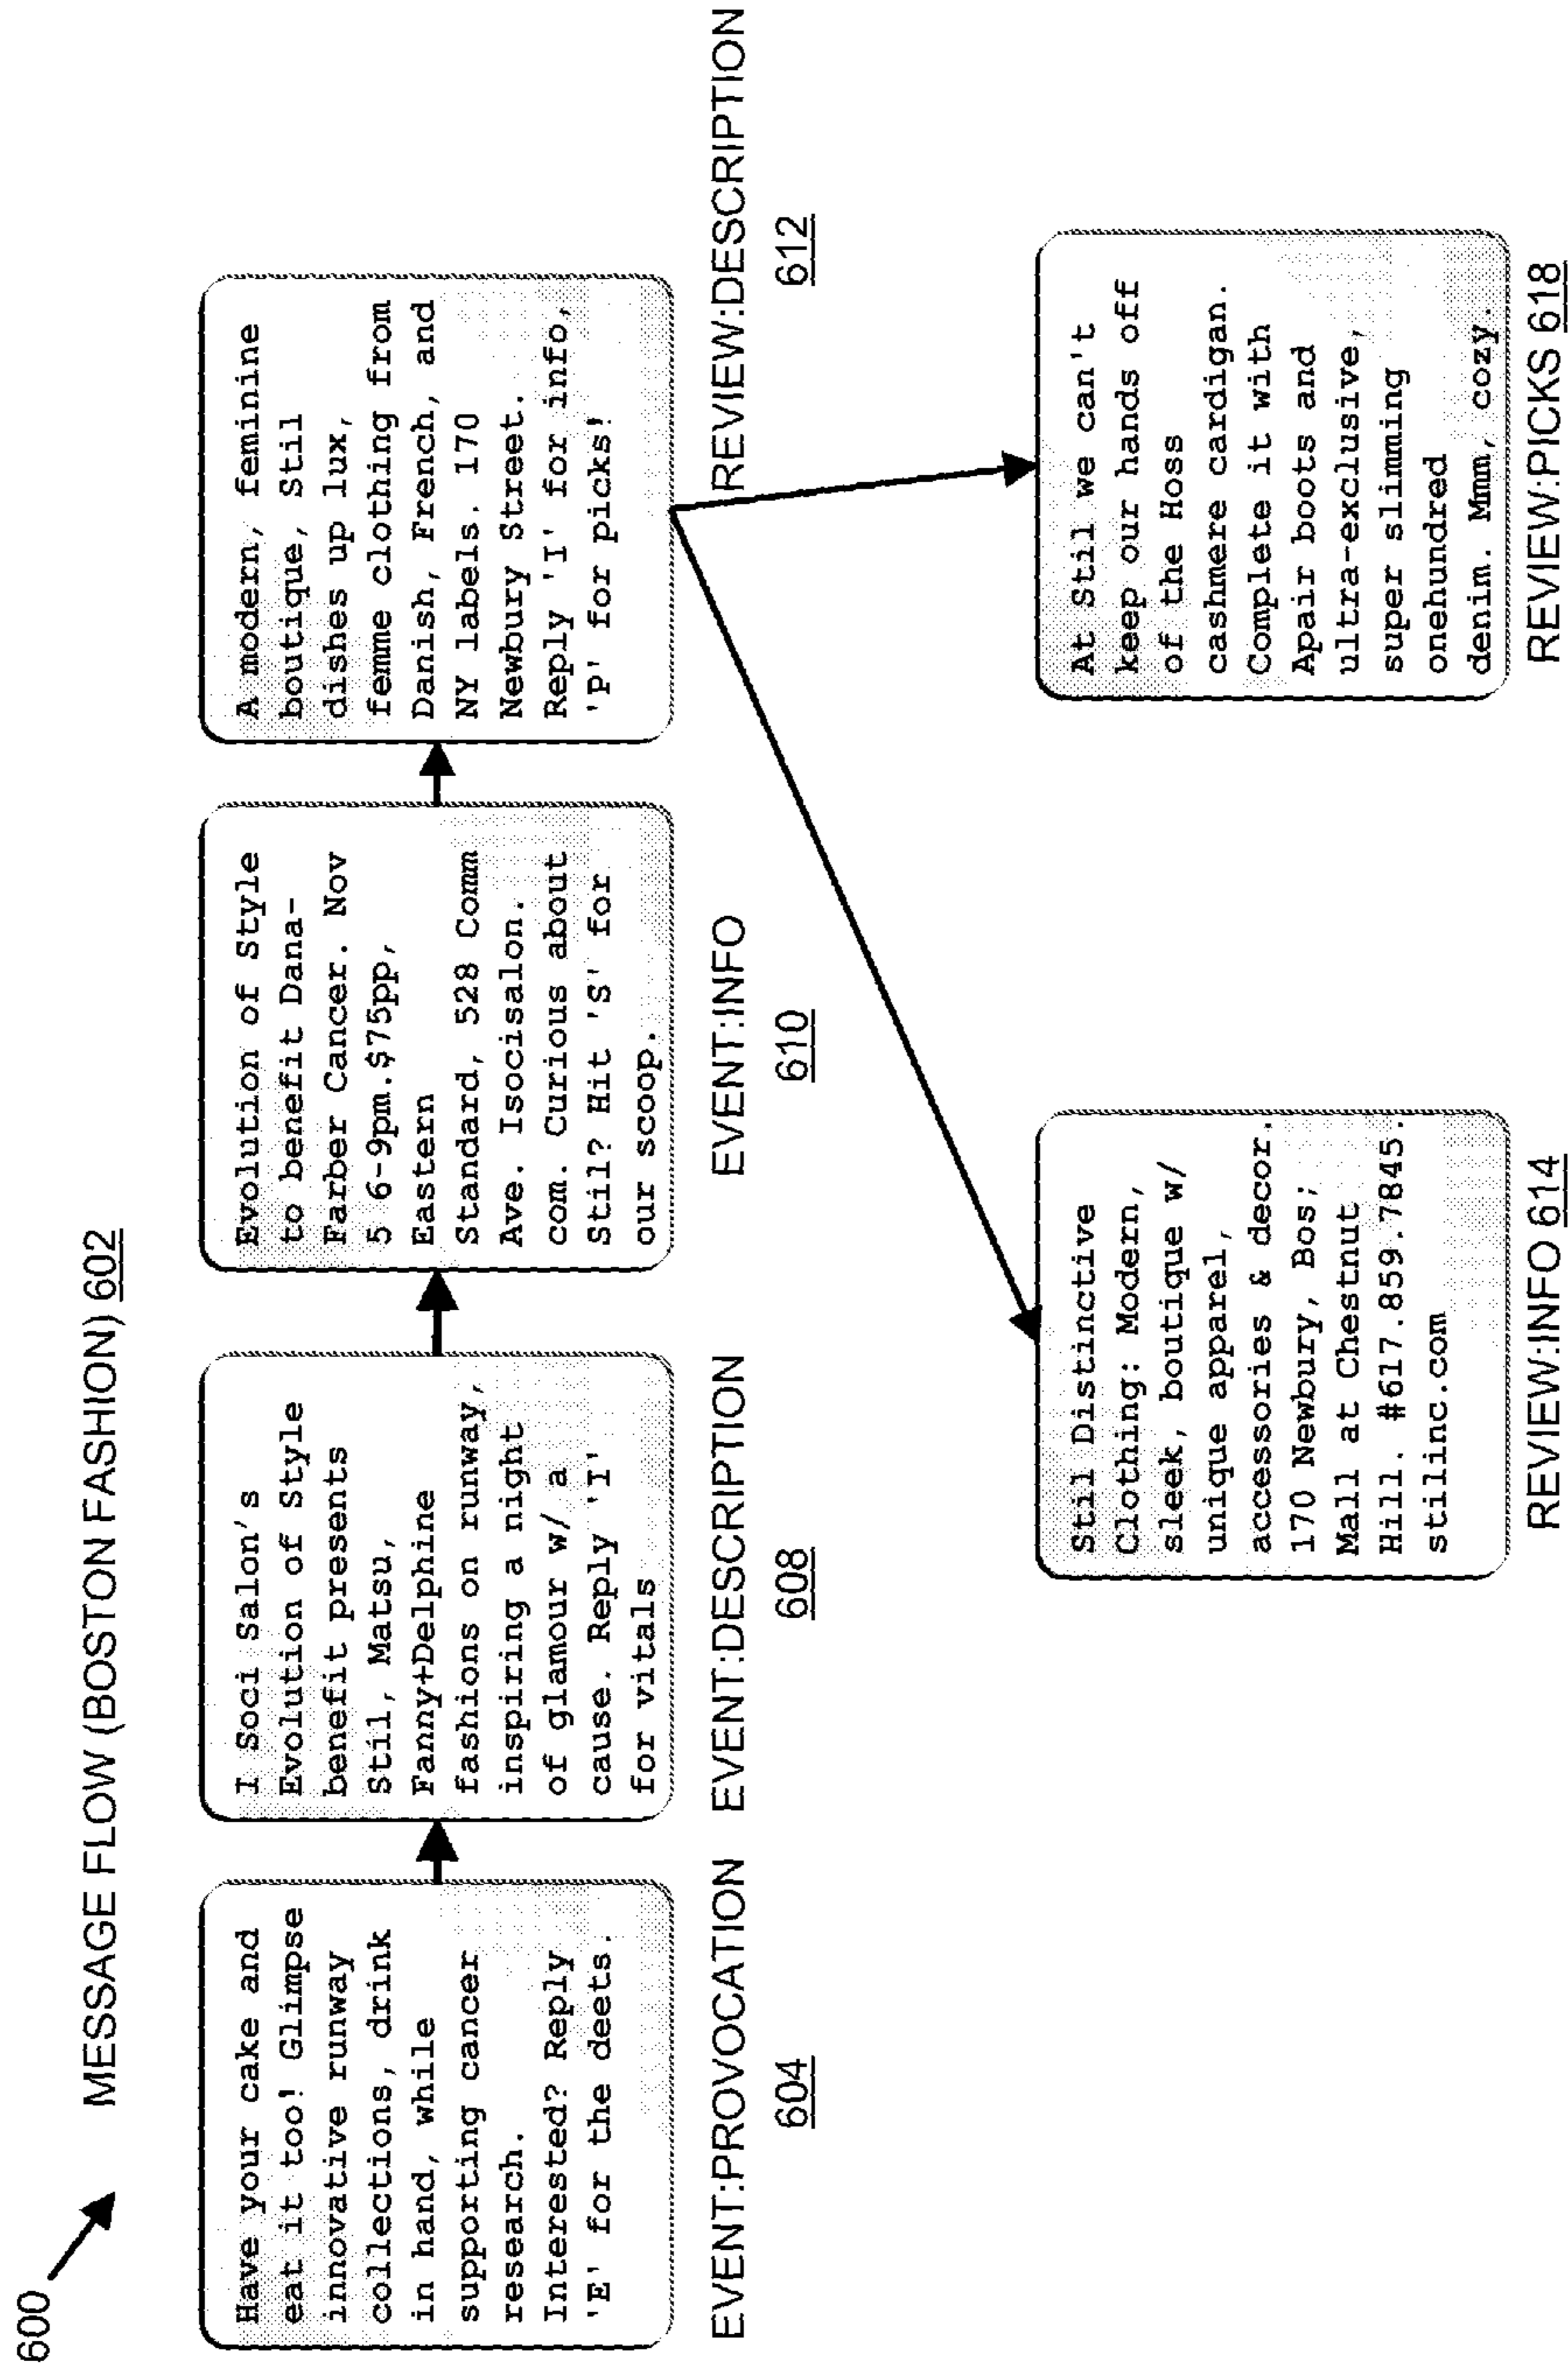 600
MESSAGE FLOW (BOSTON FASHION) 602
Have your cake and
eat it too! Glimpse
innovative runway
collections, drink
in hand, while
supporting cancer
research.
Interested? Reply
'E' for the deets.
EVENT:PROVOCATION
604
I Soci Salon's
Evolution of Style
benefit presents
Stil, Matsu,
Fanny+Delphine
fashions on runway,
inspiring a night
of glamour w/ a
cause. Reply 'I'
for vitals
EVENT:DESCRIPTION
608
Evolution of Style
to benefit Dana-
Farber Cancer. Nov
5 6-9pm.$75pp,
Eastern
Standard, 528 Comm
Ave. Isocisalon.
com. Curious about
Stil? Hit 'S' for
our scoop.
EVENT:INFO
610
A modern, feminine
boutique, Stil
dishes up lux,
femme clothing from
Danish, French, and
NY labels. 170
Newbury Street.
Reply 'I' for info,
'P' for picks!
REVIEW:DESCRIPTION
612
Stil Distinctive
Clothing: Modern,
sleek, boutique w/
unique apparel,
accessories & decor.
170 Newbury, Bos;
Mall at Chestnut
Hill. #617.859.7845.
stilinc.com
REVIEW:INFO 614
At Stil we can't
keep our hands off
of the Hoss
cashmere cardigan.
Complete it with
Apair boots and
ultra-exclusive,
super slimming
onehundred
denim. Mmm, cozy.
REVIEW:PICKS 618